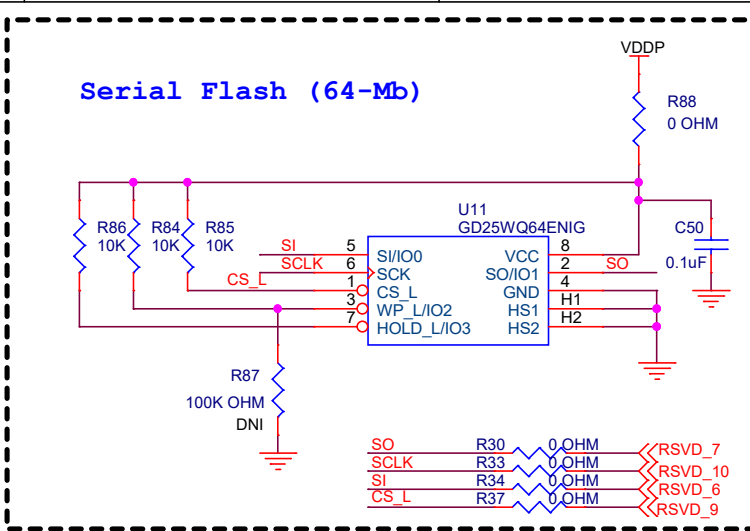 VDDP
Serial Flash (64-Mb)
R88
0 OHM
U11
GD25WQ64ENIG
R86
10K
R84
10K
R85
10K
C50
0.1uF
SI 5 SI/IO0 VCC 8
SCLK 6 SCK SO/IO1 2 SO
CS_L 1 CS_L GND 4
3 WP_L/IO2 HS1 H1
7 HOLD_L/IO3 HS2 H2
R87
100K OHM
DNI
SO R30 0 OHM RSVD_7
SCLK R33 0 OHM RSVD_10
SI R34 0 OHM RSVD_6
CS_L R37 0 OHM RSVD_9